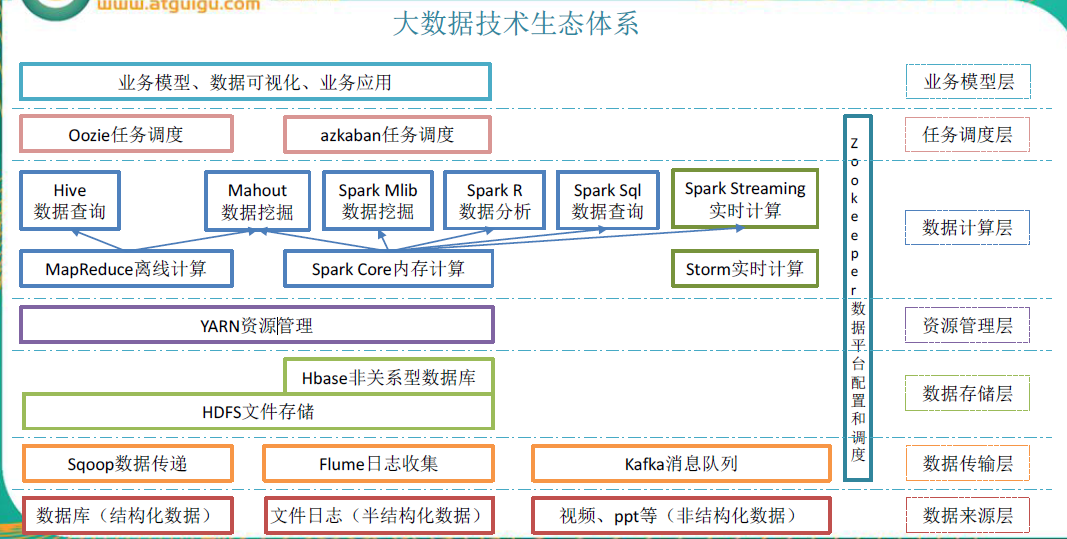 www.atguigu.com
大数据技术生态体系
业务模型、数据可视化、业务应用
业务模型层
Oozie任务调度
azkaban任务调度
任务调度层
Hive
数据查询
Mahout
数据挖掘
Spark Mlib
数据挖掘
Spark R
数据分析
Spark Sql
数据查询
Spark Streaming
实时计算
数据计算层
MapReduce离线计算
Spark Core内存计算
Storm实时计算
Zookeeper数据平台配置和调度
YARN资源管理
资源管理层
Hbase非关系型数据库
HDFS文件存储
数据存储层
Sqoop数据传递
Flume日志收集
Kafka消息队列
数据传输层
数据库（结构化数据）
文件日志（半结构化数据）
视频、ppt等（非结构化数据）
数据来源层